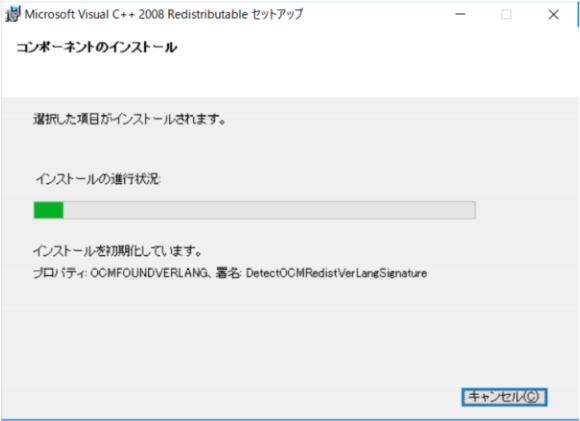 Microsoft Visual C++ 2008 Redistributable セットアップ
コンポーネントのインストール
選択した項目がインストールされます。
インストールの進行状況:
インストールを初期化しています。
プロパティ: OCMFOUNDVERLANG、署名: DetectOCMRedistVerLangSignature
キャンセル(C)